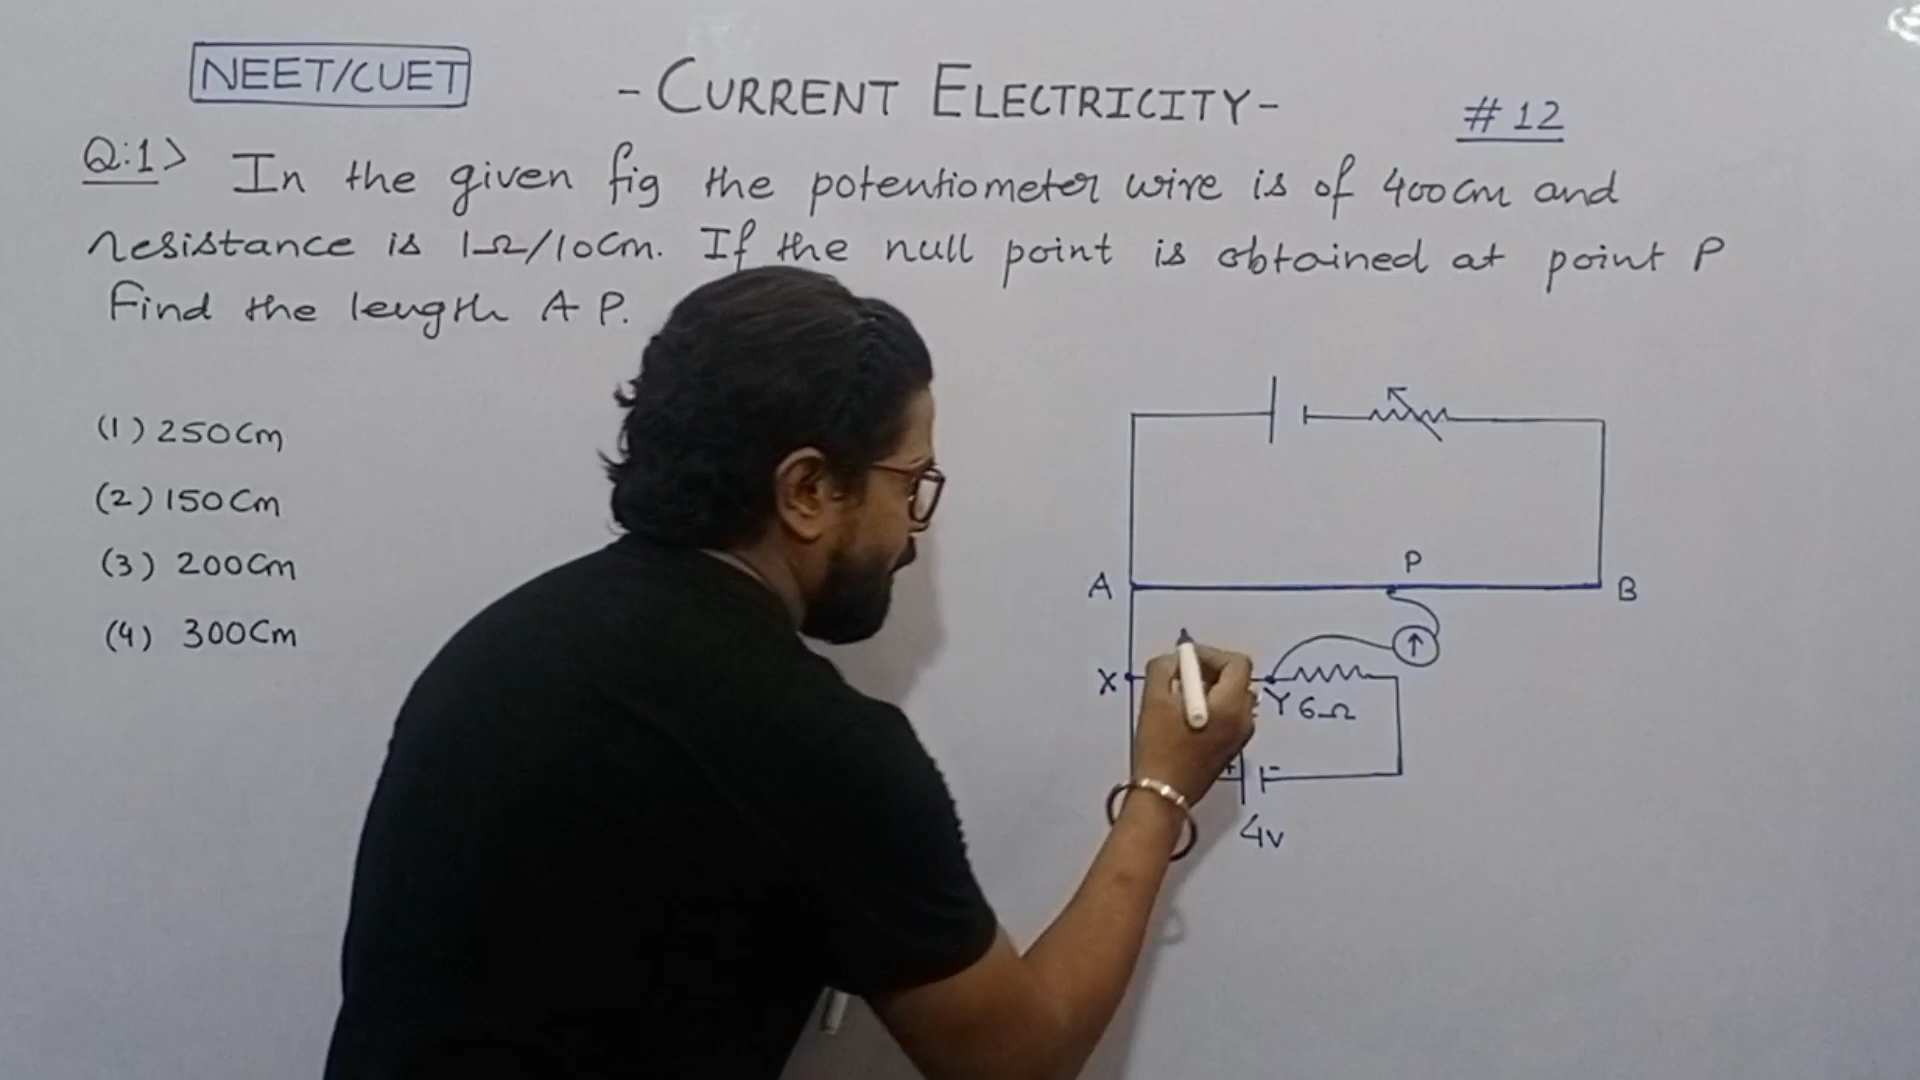 NEET/CUET
- CURRENT ELECTRICITY -
# 12
Q:1> In the given fig the potentiometer wire is of 400cm and
resistance is 1Ω/10cm. If the null point is obtained at point P
Find the length AP.
(1) 250cm
(2) 150cm
(3) 200cm
(4) 300cm
P
A
B
X
Y 6Ω
+ -
4v